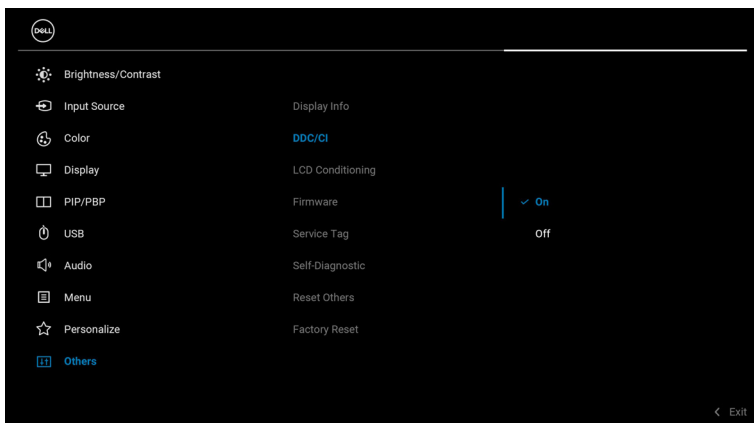 DELL
Brightness/Contrast
Input Source
Color
Display
PIP/PBP
USB
Audio
Menu
Personalize
Others
Display Info
DDC/CI
LCD Conditioning
Firmware
Service Tag
Self-Diagnostic
Reset Others
Factory Reset
On
Off
Exit